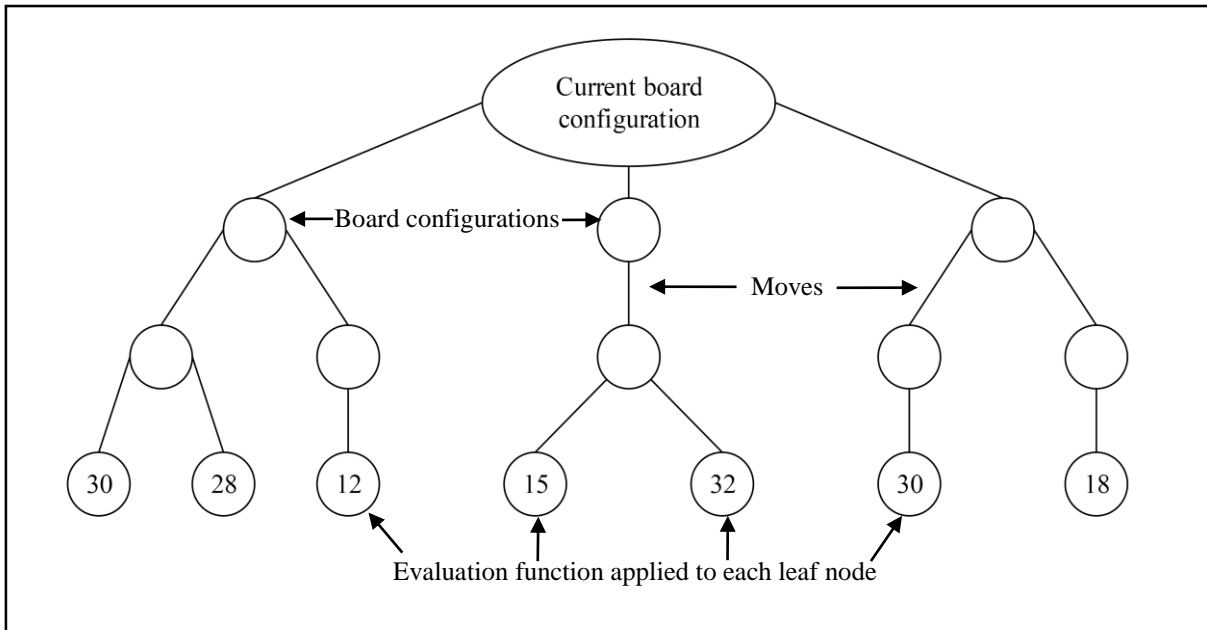 Current board
configuration
Board configurations
Moves
30
28
12
15
32
30
18
Evaluation function applied to each leaf node